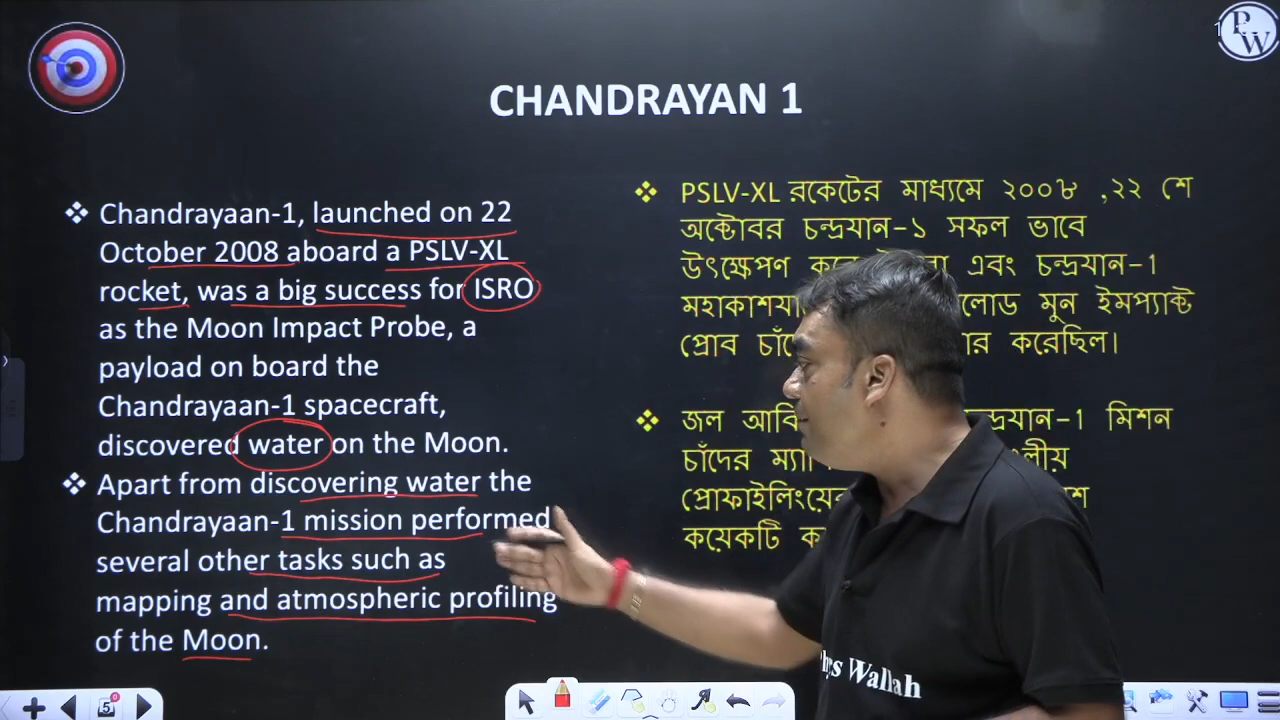 PW
CHANDRAYAN 1
Chandrayaan-1, launched on 22
October 2008 aboard a PSLV-XL
rocket, was a big success for ISRO
as the Moon Impact Probe, a
payload on board the
Chandrayaan-1 spacecraft,
discovered water on the Moon.
Apart from discovering water the
Chandrayaan-1 mission performed
several other tasks such as
mapping and atmospheric profiling
of the Moon.
PSLV-XL রকেটের মাধ্যমে ২০০৮ ,২২ শে
অক্টোবর চন্দ্রযান-১ সফল ভাবে
উৎক্ষেপণ এবং চন্দ্রযান-1
মুন ইমপ্যাক্ট
প্রোব করেছিল।
জল মিশন
চাঁদের
কয়েকটি
Wallah
5